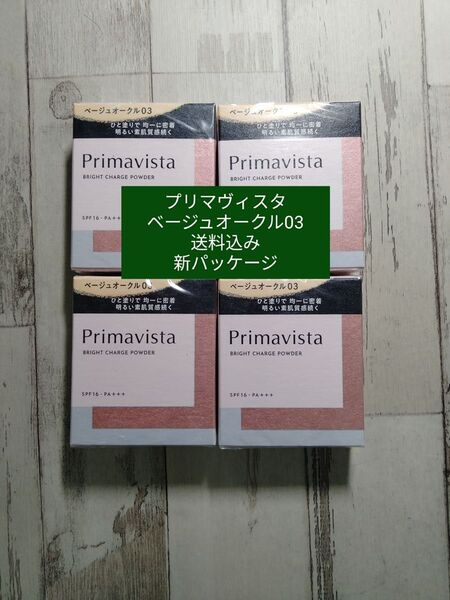 ベージュオークル03
ひと塗りで 均一に密着
明るい素肌質感続く
Primavista
BRIGHT CHARGE POWDER
SPF16・PA+++
ベージュオーク
ひと塗りで 均一に密着
明るい素肌質感続く
Primavista
BRIGHT CHARGE POWDER
プリマヴィスタ
ベージュオークル03
送料込み
新パッケージ
ベージュオー
03
ひと塗りで 均一に密着
明るい素肌質感続く
Primavista
BRIGHT CHARGE POWDER
SPF16・PA+++
ベージュオークル03
ひと塗りで 均一に密着
明るい素肌質感続く
Primavista
BRIGHT CHARGE POWDER
SPF16・PA+++